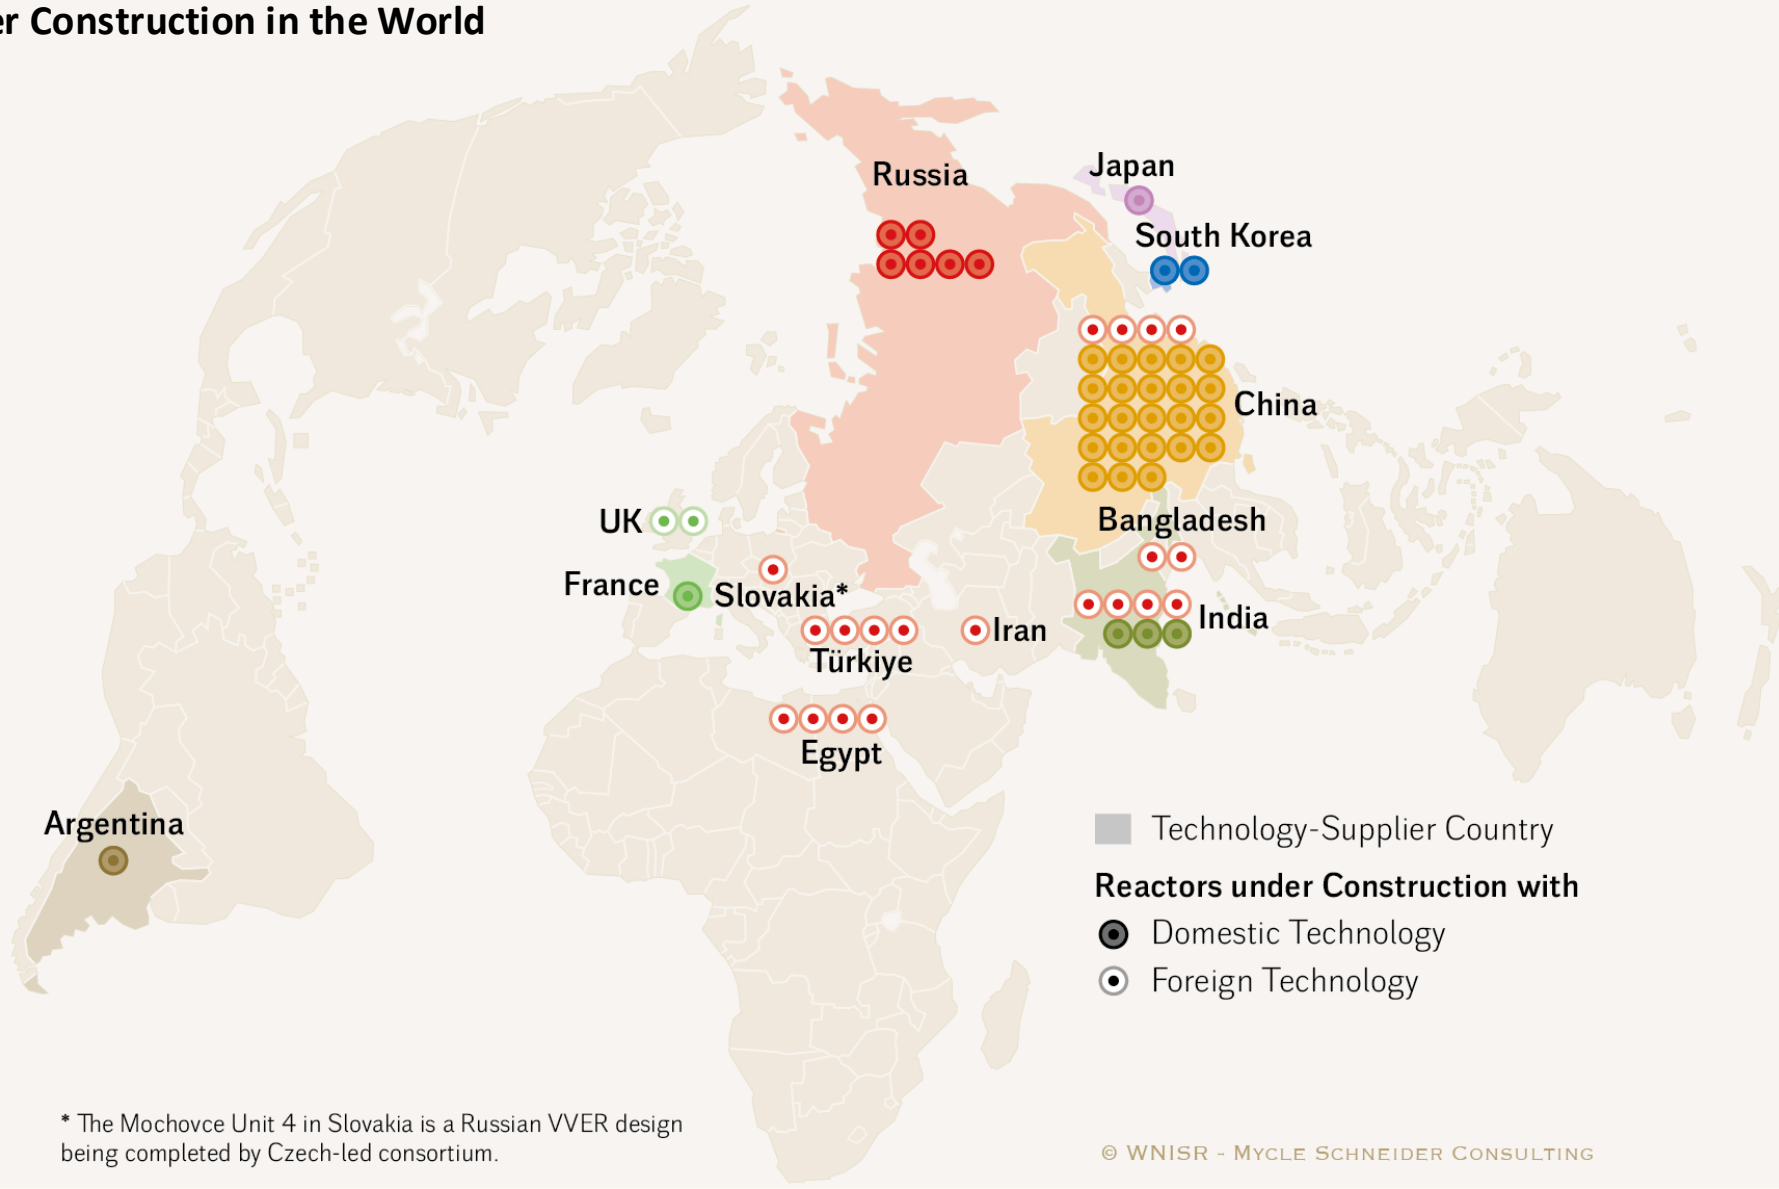 er Construction in the World
Russia
Japan
South Korea
China
UK
Bangladesh
France
Slovakia*
India
Iran
Türkiye
Egypt
Argentina
Technology-Supplier Country
Reactors under Construction with
Domestic Technology
Foreign Technology
* The Mochovce Unit 4 in Slovakia is a Russian VVER design
being completed by Czech-led consortium.
© WNISR - Mycle Schneider Consulting